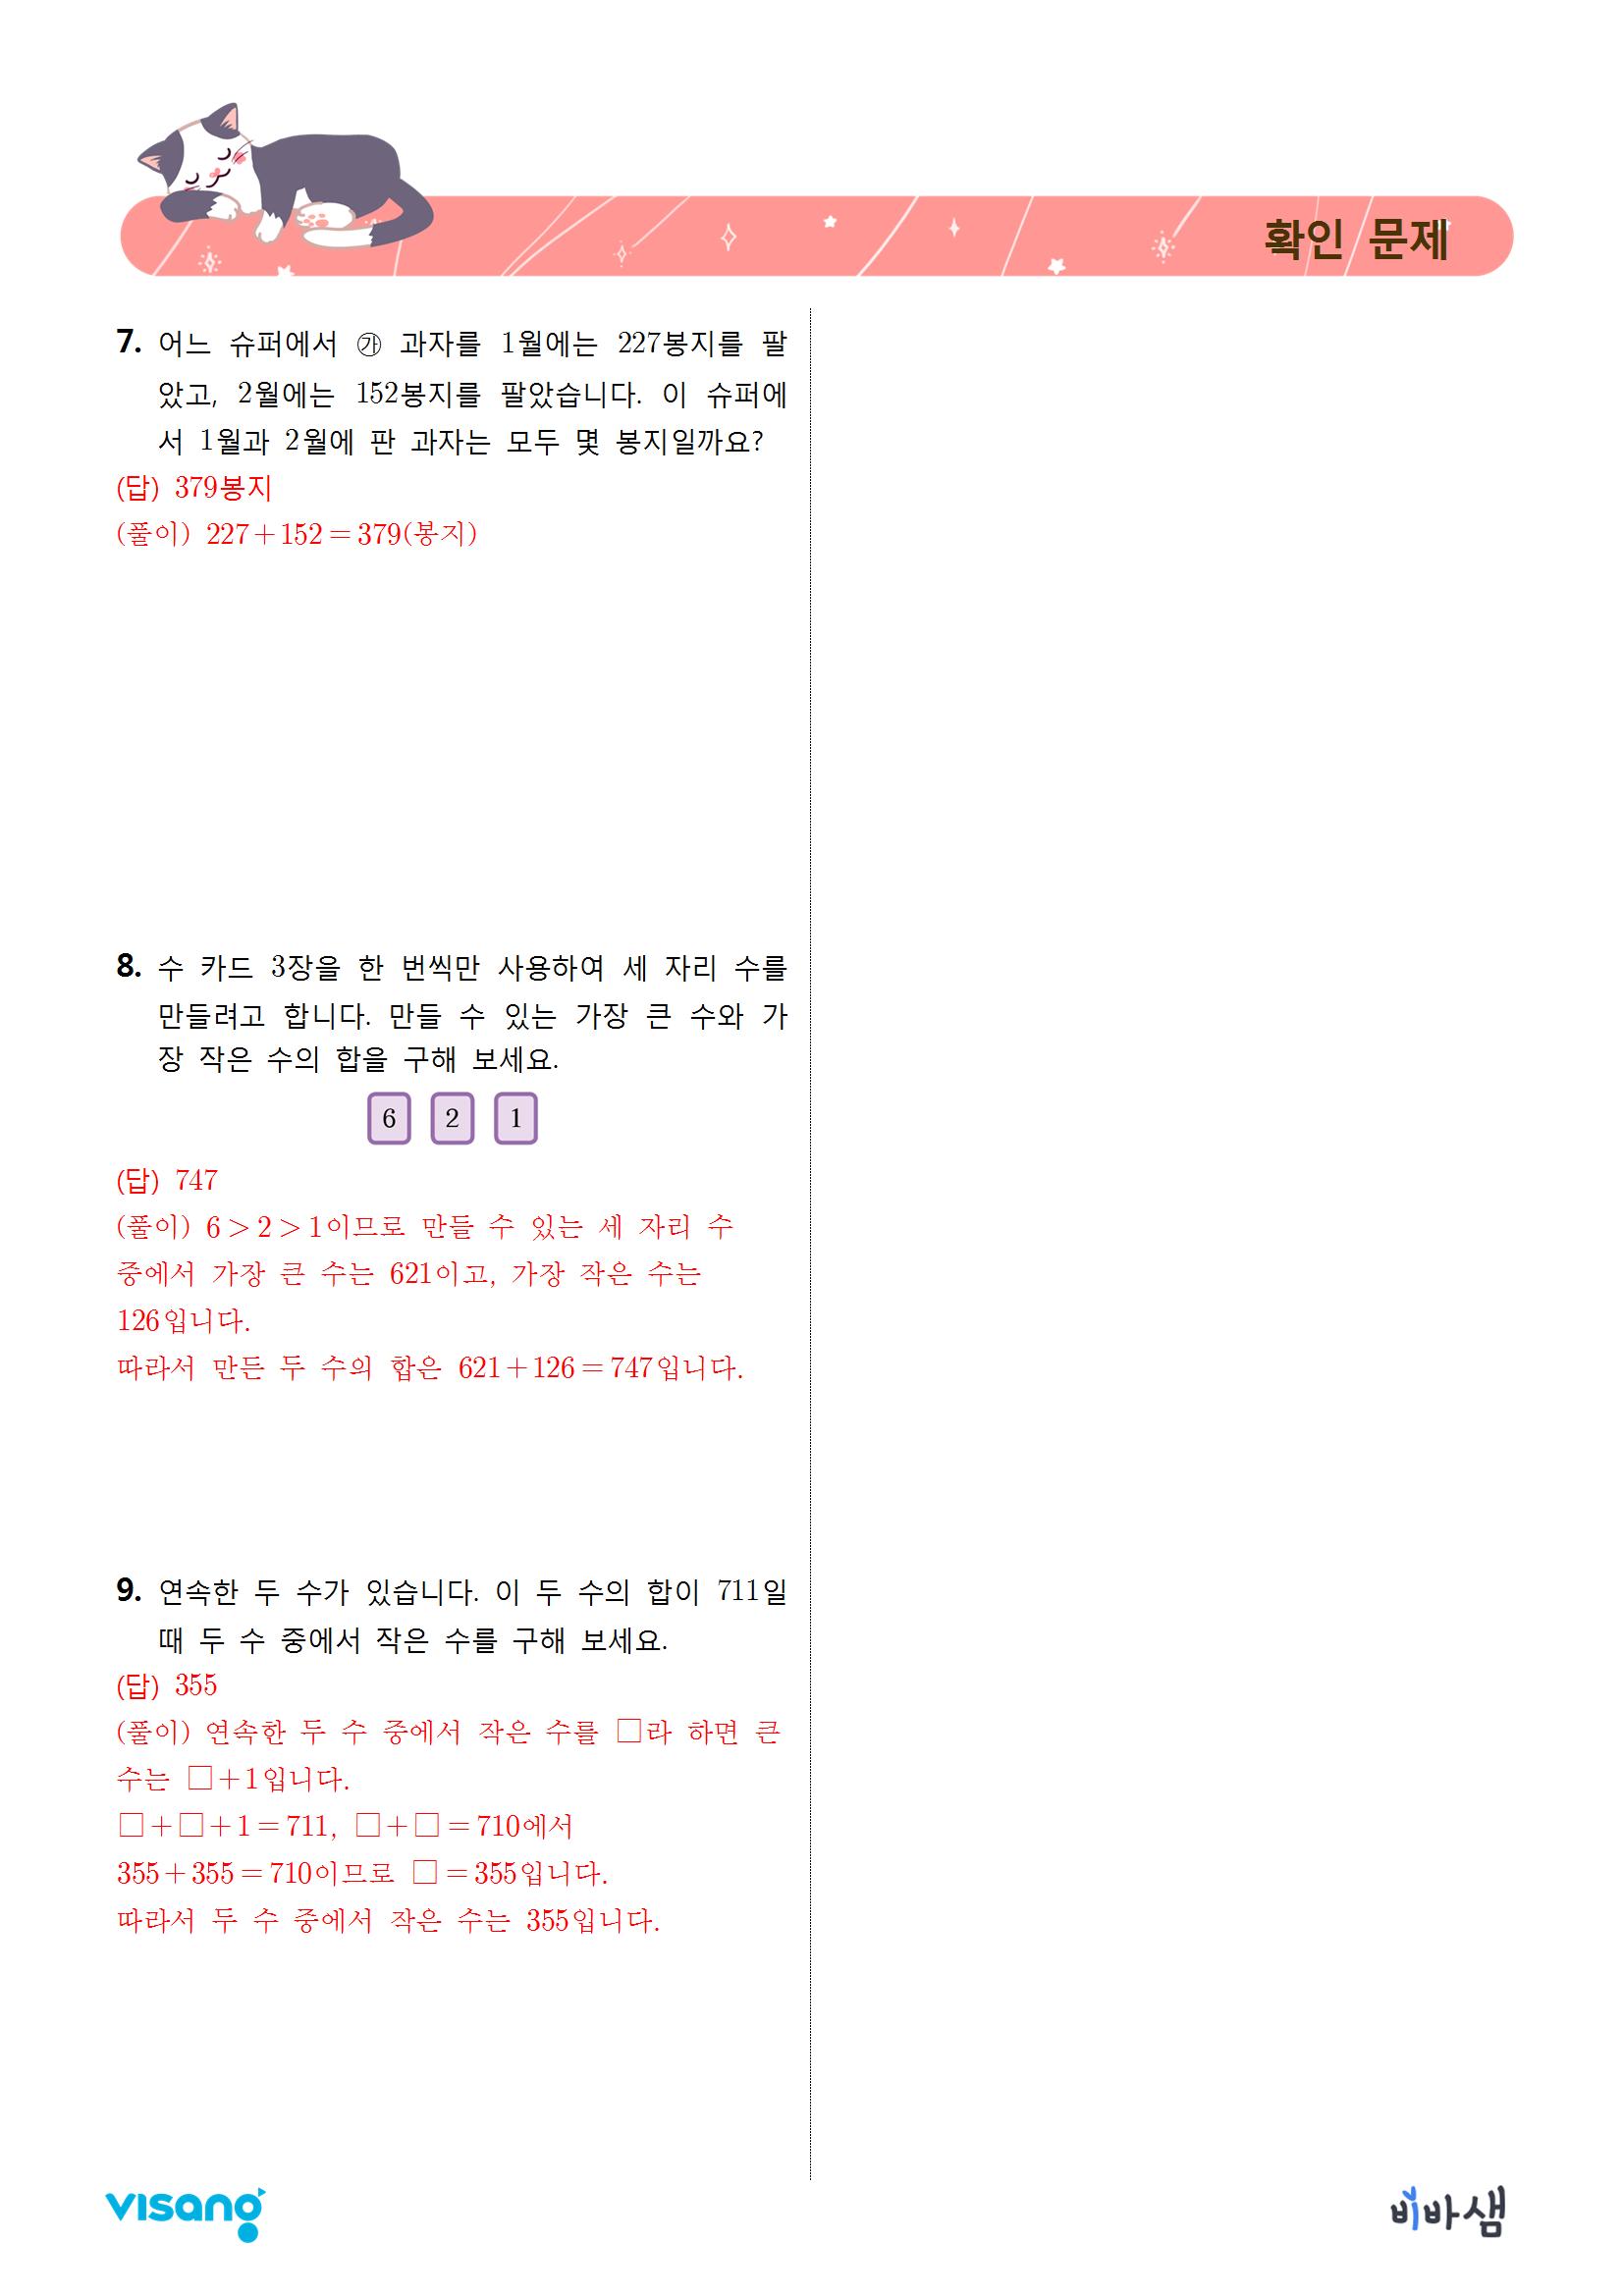 확인 문제
7. 어느 슈퍼에서 ㉮ 과자를 1월에는 227봉지를 팔
았고, 2월에는 152봉지를 팔았습니다. 이 슈퍼에
서 1월과 2월에 판 과자는 모두 몇 봉지일까요?
(답) 379봉지
(풀이) 227+152=379(봉지)
8. 수 카드 3장을 한 번씩만 사용하여 세 자리 수를
만들려고 합니다. 만들 수 있는 가장 큰 수와 가
장 작은 수의 합을 구해 보세요.
6 2 1
(답) 747
(풀이) 6>2>1이므로 만들 수 있는 세 자리 수
중에서 가장 큰 수는 621이고, 가장 작은 수는
126입니다.
따라서 만든 두 수의 합은 621+126=747입니다.
9. 연속한 두 수가 있습니다. 이 두 수의 합이 711일
때 두 수 중에서 작은 수를 구해 보세요.
(답) 355
(풀이) 연속한 두 수 중에서 작은 수를 □라 하면 큰
수는 □+1입니다.
□+□+1=711, □+□=710에서
355+355=710이므로 □=355입니다.
따라서 두 수 중에서 작은 수는 355입니다.
visang
비바샘